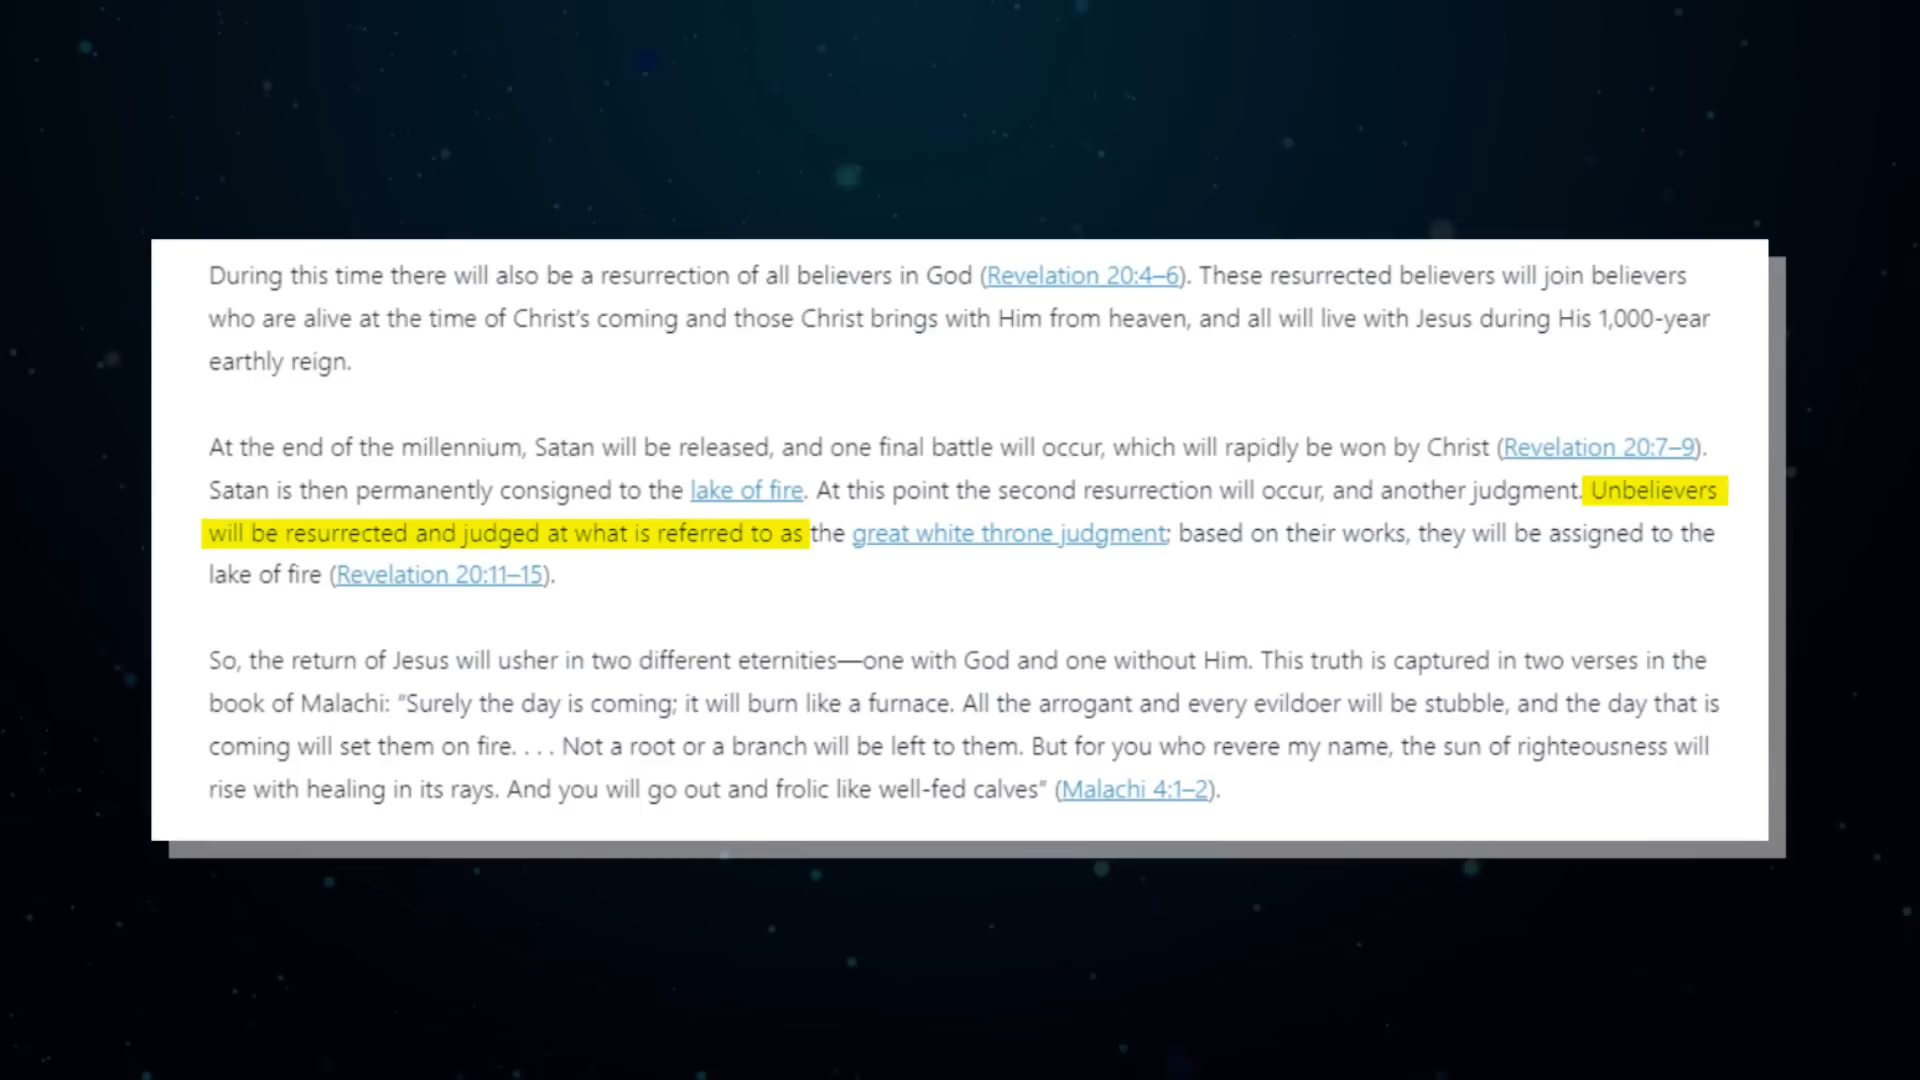 During this time there will also be a resurrection of all believers in God (Revelation 20:4–6). These resurrected believers will join believers
who are alive at the time of Christ’s coming and those Christ brings with Him from heaven, and all will live with Jesus during His 1,000-year
earthly reign.
At the end of the millennium, Satan will be released, and one final battle will occur, which will rapidly be won by Christ (Revelation 20:7–9).
Satan is then permanently consigned to the lake of fire. At this point the second resurrection will occur, and another judgment. Unbelievers
will be resurrected and judged at what is referred to as the great white throne judgment; based on their works, they will be assigned to the
lake of fire (Revelation 20:11–15).
So, the return of Jesus will usher in two different eternities—one with God and one without Him. This truth is captured in two verses in the
book of Malachi: “Surely the day is coming; it will burn like a furnace. All the arrogant and every evildoer will be stubble, and the day that is
coming will set them on fire. . . . Not a root or a branch will be left to them. But for you who revere my name, the sun of righteousness will
rise with healing in its rays. And you will go out and frolic like well-fed calves” (Malachi 4:1–2).